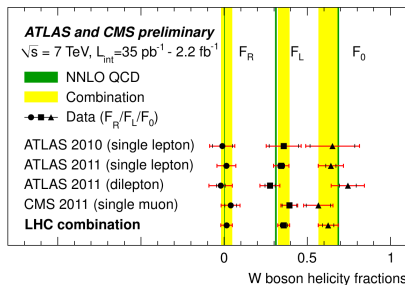 ATLAS and CMS preliminary
√s = 7 TeV, L_int=35 pb⁻¹ - 2.2 fb⁻¹
F_R F_L F_0
NNLO QCD
Combination
Data (F_R/F_L/F_0)
ATLAS 2010 (single lepton)
ATLAS 2011 (single lepton)
ATLAS 2011 (dilepton)
CMS 2011 (single muon)
LHC combination
0 0.5 1
W boson helicity fractions